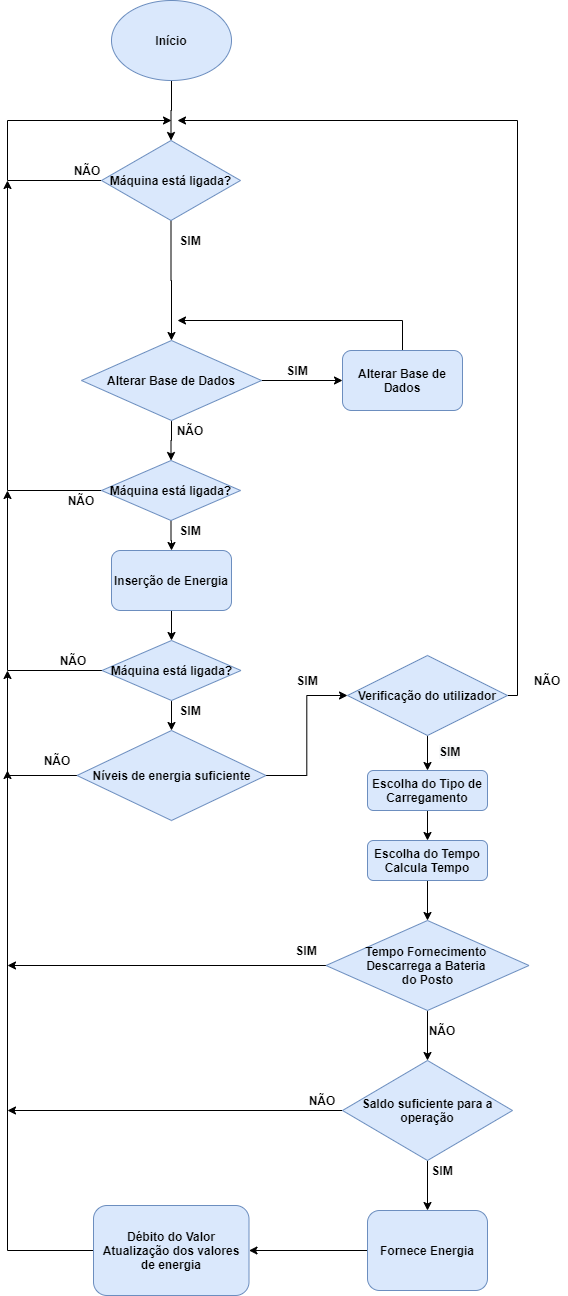 Início
NÃO
Máquina está ligada?
SIM
Alterar Base de Dados
SIM
Alterar Base de
Dados
NÃO
Máquina está ligada?
NÃO
SIM
Inserção de Energia
NÃO
Máquina está ligada?
SIM
NÃO
Níveis de energia suficiente
SIM
Verificação do utilizador
NÃO
SIM
Escolha do Tipo de
Carregamento
Escolha do Tempo
Calcula Tempo
SIM
Tempo Fornecimento
Descarrega a Bateria
do Posto
NÃO
NÃO
Saldo suficiente para a
operação
SIM
Fornece Energia
Débito do Valor
Atualização dos valores
de energia